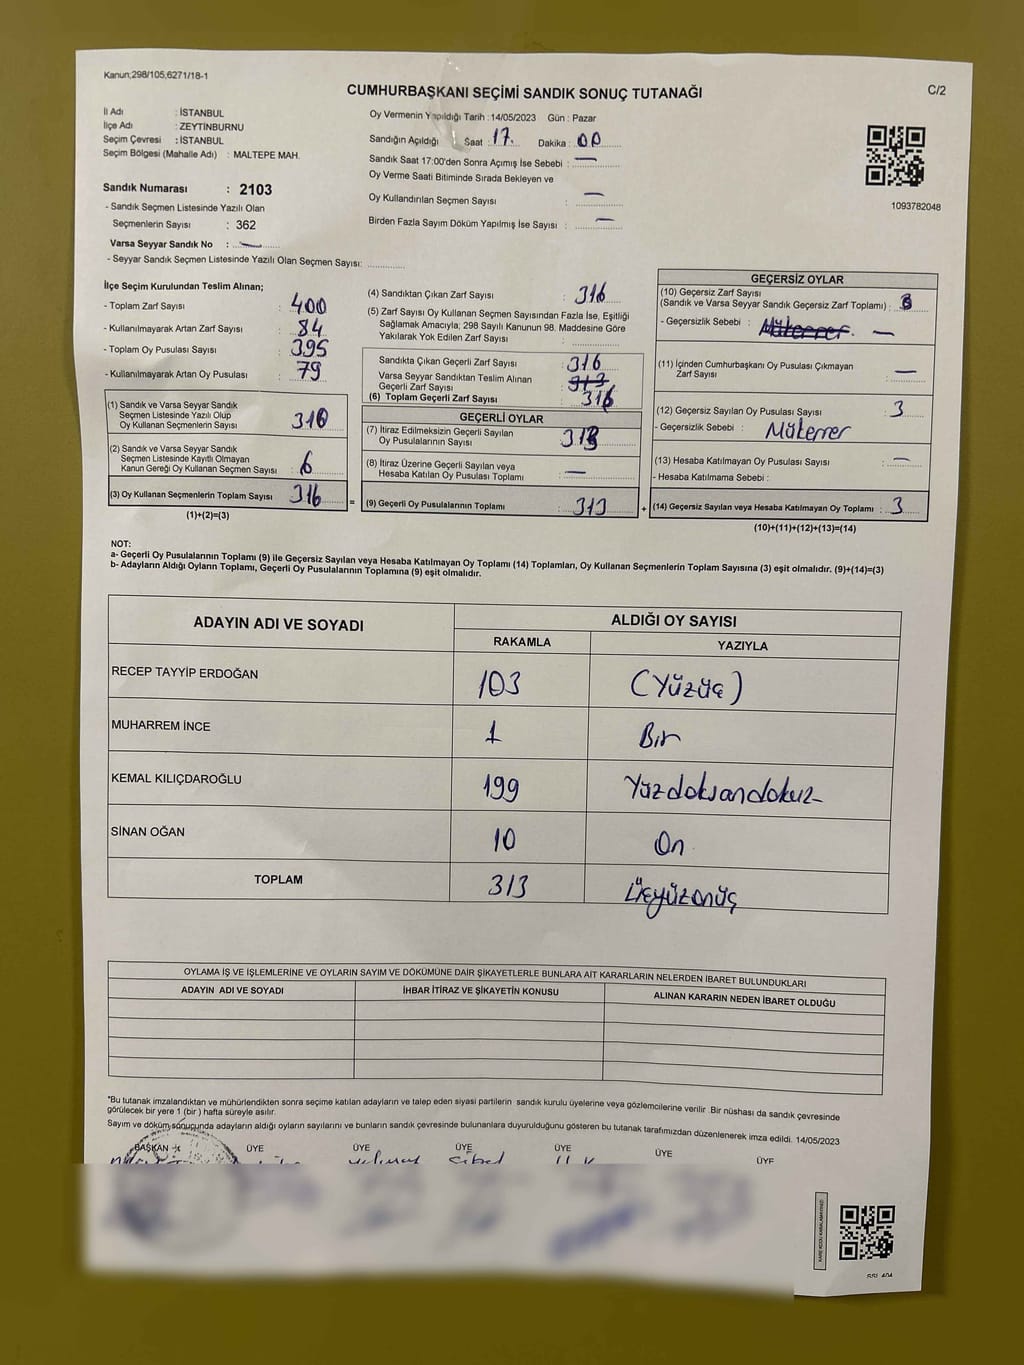 Kanun;298/105,6271/18-1
CUMHURBAŞKANI SEÇİMİ SANDIK SONUÇ TUTANAĞI
C/2
İl Adı : İSTANBUL
İlçe Adı : ZEYTİNBURNU
Seçim Çevresi : İSTANBUL
Seçim Bölgesi (Mahalle Adı) : MALTEPE MAH.
Sandık Numarası : 2103
- Sandık Seçmen Listesinde Yazılı Olan
Seçmenlerin Sayısı : 362
Varsa Seyyar Sandık No : —
- Seyyar Sandık Seçmen Listesinde Yazılı Olan Seçmen Sayısı:
Oy Vermenin Yapıldığı Tarih : 14/05/2023 Gün : Pazar
Sandığın Açıldığı Saat : 17. Dakika : 00
Sandık Saat 17:00'den Sonra Açımış İse Sebebi : —
Oy Verme Saati Bitiminde Sırada Bekleyen ve
Oy Kullandırılan Seçmen Sayısı : —
Birden Fazla Sayım Döküm Yapılmış İse Sayısı : —
1093782048
İlçe Seçim Kurulundan Teslim Alınan;
- Toplam Zarf Sayısı : 400
- Kullanılmayarak Artan Zarf Sayısı : 84
- Toplam Oy Pusulası Sayısı : 395
- Kullanılmayarak Artan Oy Pusulası : 79
(1) Sandık ve Varsa Seyyar Sandık
Seçmen Listesinde Yazılı Olup
Oy Kullanan Seçmenlerin Sayısı : 310
(2) Sandık ve Varsa Seyyar Sandık
Seçmen Listesinde Kayıtlı Olmayan
Kanun Gereği Oy Kullanan Seçmen Sayısı : 6
(3) Oy Kullanan Seçmenlerin Toplam Sayısı : 316
(1)+(2)=(3)
=
(4) Sandıktan Çıkan Zarf Sayısı : 316
(5) Zarf Sayısı Oy Kullanan Seçmen Sayısından Fazla İse, Eşitliği
Sağlamak Amacıyla; 298 Sayılı Kanunun 98. Maddesine Göre
Yakılarak Yok Edilen Zarf Sayısı :
Sandıkta Çıkan Geçerli Zarf Sayısı : 316
Varsa Seyyar Sandıktan Teslim Alınan
Geçerli Zarf Sayısı : 313
(6) Toplam Geçerli Zarf Sayısı : 316
GEÇERLİ OYLAR
(7) İtiraz Edilmeksizin Geçerli Sayılan
Oy Pusulalarının Sayısı : 313
(8) İtiraz Üzerine Geçerli Sayılan veya
Hesaba Katılan Oy Pusulası Toplamı : —
(9) Geçerli Oy Pusulalarının Toplamı : 313
+
GEÇERSİZ OYLAR
(10) Geçersiz Zarf Sayısı
(Sandık ve Varsa Seyyar Sandık Geçersiz Zarf Toplamı) :
- Geçersizlik Sebebi : Mükerrer. —
(11) İçinden Cumhurbaşkanı Oy Pusulası Çıkmayan
Zarf Sayısı : —
(12) Geçersiz Sayılan Oy Pusulası Sayısı : 3
- Geçersizlik Sebebi : Mükerrer
(13) Hesaba Katılmayan Oy Pusulası Sayısı : —
- Hesaba Katılmama Sebebi :
(14) Geçersiz Sayılan veya Hesaba Katılmayan Oy Toplamı : 3
(10)+(11)+(12)+(13)=(14)
NOT:
a- Geçerli Oy Pusulalarının Toplamı (9) ile Geçersiz Sayılan veya Hesaba Katılmayan Oy Toplamı (14) Toplamları, Oy Kullanan Seçmenlerin Toplam Sayısına (3) eşit olmalıdır. (9)+(14)=(3)
b- Adayların Aldığı Oyların Toplamı, Geçerli Oy Pusulalarının Toplamına (9) eşit olmalıdır.
ADAYIN ADI VE SOYADI
ALDIĞI OY SAYISI
RAKAMLA YAZIYLA
RECEP TAYYİP ERDOĞAN 103 (Yüzüç)
MUHARREM İNCE 1 Bir
KEMAL KILIÇDAROĞLU 199 Yüzdoksandokuz
SİNAN OĞAN 10 On
TOPLAM 313 Üçyüzonüç
OYLAMA İŞ VE İŞLEMLERİNE VE OYLARIN SAYIM VE DÖKÜMÜNE DAİR ŞİKAYETLERLE BUNLARA AİT KARARLARIN NELERDEN İBARET BULUNDUKLARI
ADAYIN ADI VE SOYADI İHBAR İTİRAZ VE ŞİKAYETİN KONUSU ALINAN KARARIN NEDEN İBARET OLDUĞU
*Bu tutanak imzalandıktan ve mühürlendikten sonra seçime katılan adayların ve talep eden siyasi partilerin sandık kurulu üyelerine veya gözlemcilerine verilir .Bir nüshası da sandık çevresinde
görülecek bir yere 1 (bir ) hafta süreyle asılır.
Sayım ve döküm sonucunda adayların aldığı oyların sayılarını ve bunların sandık çevresinde bulunanlara duyurulduğunu gösteren bu tutanak tarafımızdan düzenlenerek imza edildi. 14/05/2023
BAŞKAN ÜYE ÜYE ÜYE ÜYE ÜYE ÜYE